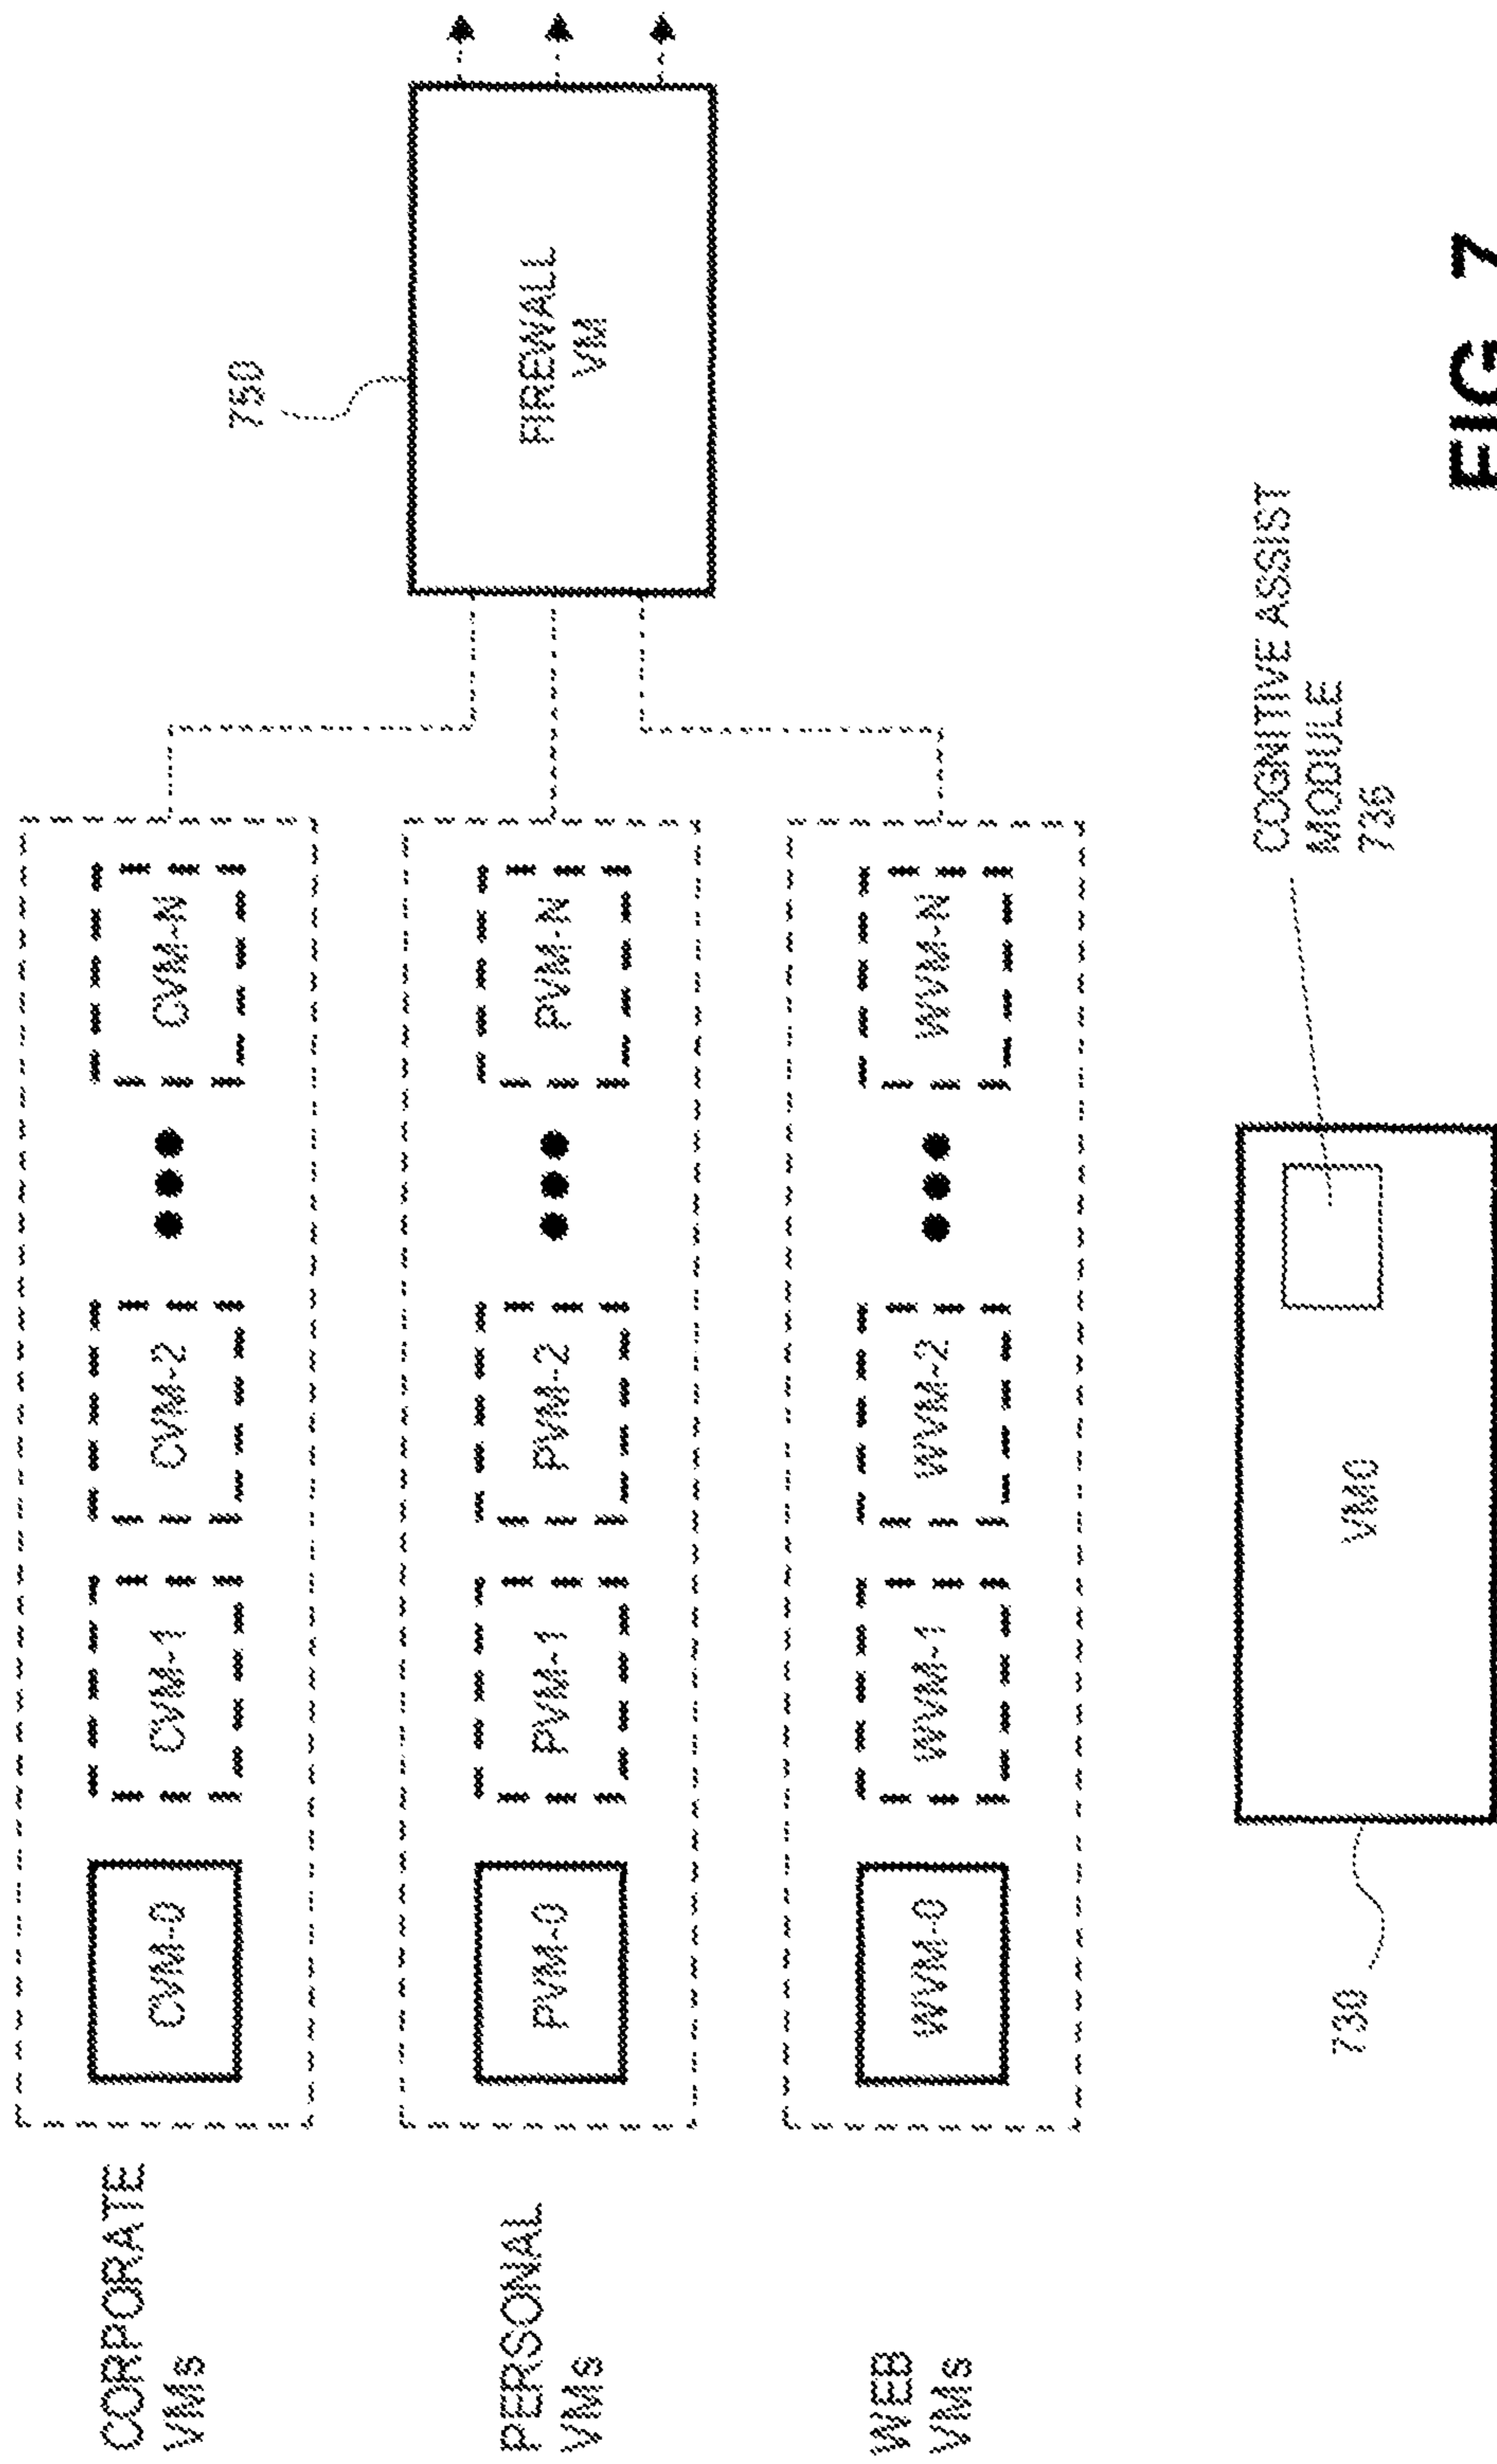 CORPORATE
VMs
CVM-0
CVM-1
CVM-2
CVM-N
PERSONAL
VMs
PVM-0
PVM-1
PVM-2
PVM-N
WEB
VMs
WVM-0
WVM-1
WVM-2
WVM-N
750
FIREWALL
VM
730
VM0
COGNITIVE ASSIST
MODULE
736
FIG 7